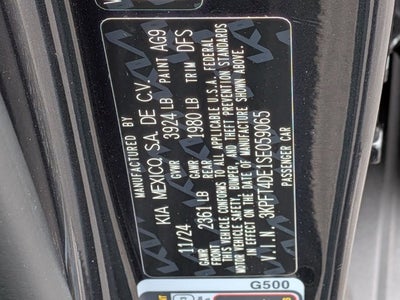 MANUFACTURED BY
KIA MEXICO, S.A. DE C.V.
11/24 GVWR 3924 LB PAINT AG9
GAWR FRONT 2361 LB GAWR REAR 1980 LB TRIM DFS
THIS VEHICLE CONFORMS TO ALL APPLICABLE U.S.A. FEDERAL
MOTOR VEHICLE SAFETY, BUMPER, AND THEFT PREVENTION STANDARDS
IN EFFECT ON THE DATE OF MANUFACTURE SHOWN ABOVE.
V.I.N. 3KPFT4DE1SE059065
PASSENGER CAR
G500